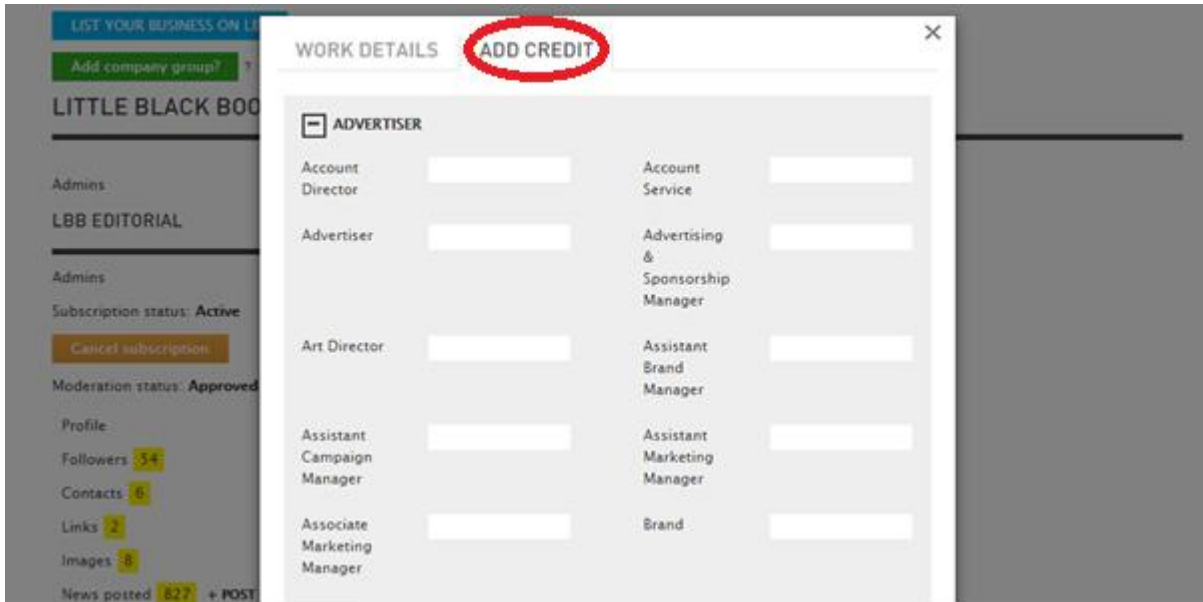 LIST YOUR BUSINESS ON
Add company group? ?
LITTLE BLACK BOO
Admins
LBB EDITORIAL
Admins
Subscription status: Active
Cancel subscription
Moderation status: Approved
Profile
Followers 54
Contacts 6
Links 2
Images 8
News posted 827 + POST
WORK DETAILS ADD CREDIT
×
− ADVERTISER
Account
Director
Account
Service
Advertiser
Advertising
&
Sponsorship
Manager
Art Director
Assistant
Brand
Manager
Assistant
Campaign
Manager
Assistant
Marketing
Manager
Associate
Marketing
Manager
Brand